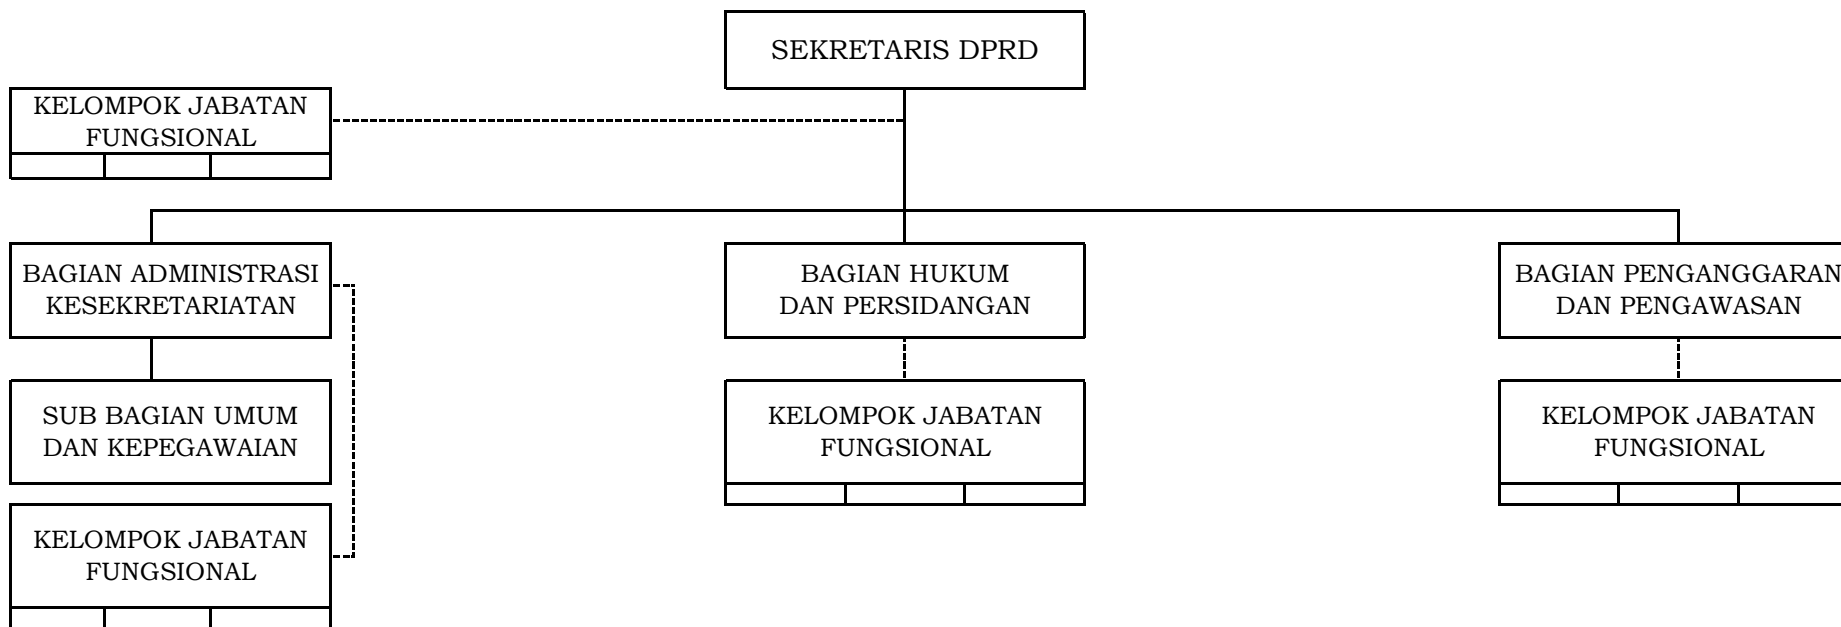 SEKRETARIS DPRD
KELOMPOK JABATAN
FUNGSIONAL
BAGIAN ADMINISTRASI
KESEKRETARIATAN
BAGIAN HUKUM
DAN PERSIDANGAN
BAGIAN PENGANGGARAN
DAN PENGAWASAN
SUB BAGIAN UMUM
DAN KEPEGAWAIAN
KELOMPOK JABATAN
FUNGSIONAL
KELOMPOK JABATAN
FUNGSIONAL
KELOMPOK JABATAN
FUNGSIONAL